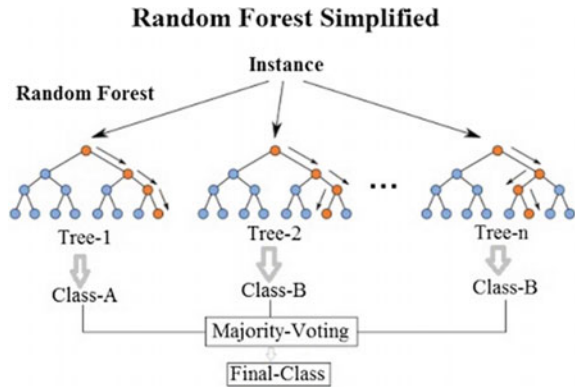 Random Forest Simplified
Instance
Random Forest
...
Tree-1
Tree-2
Tree-n
Class-A
Class-B
Class-B
Majority-Voting
Final-Class